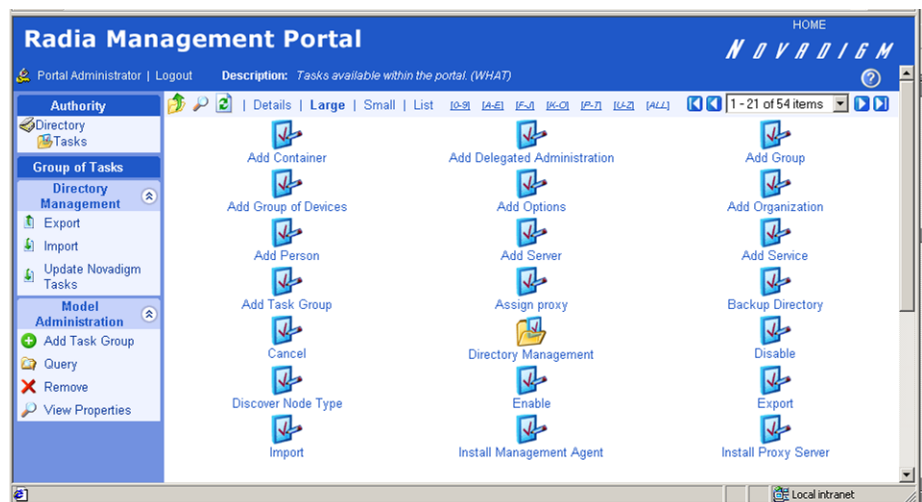 HOME
Radia Management Portal
NOVADIGM
Portal Administrator | Logout Description: Tasks available within the portal. (WHAT)
Authority
Directory
Tasks
Group of Tasks
Directory Management
Export
Import
Update Novadigm Tasks
Model Administration
Add Task Group
Query
Remove
View Properties
| Details | Large | Small | List [0-9] [A-E] [F-J] [K-O] [P-T] [U-Z] [ALL] 1 - 21 of 54 items
Add Container Add Delegated Administration Add Group
Add Group of Devices Add Options Add Organization
Add Person Add Server Add Service
Add Task Group Assign proxy Backup Directory
Cancel Directory Management Disable
Discover Node Type Enable Export
Import Install Management Agent Install Proxy Server
Local intranet